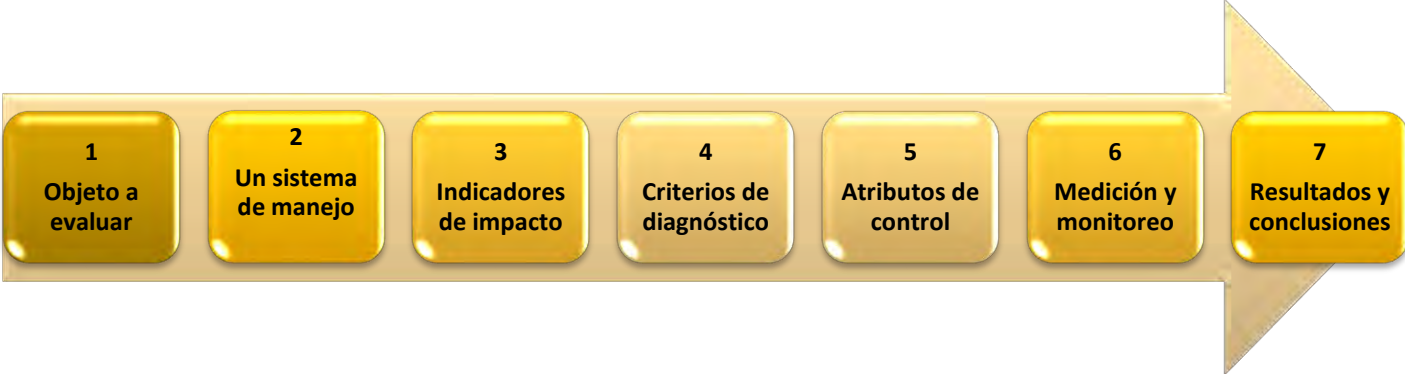 1
Objeto a
evaluar
2
Un sistema
de manejo
3
Indicadores
de impacto
4
Criterios de
diagnóstico
5
Atributos de
control
6
Medición y
monitoreo
7
Resultados y
conclusiones